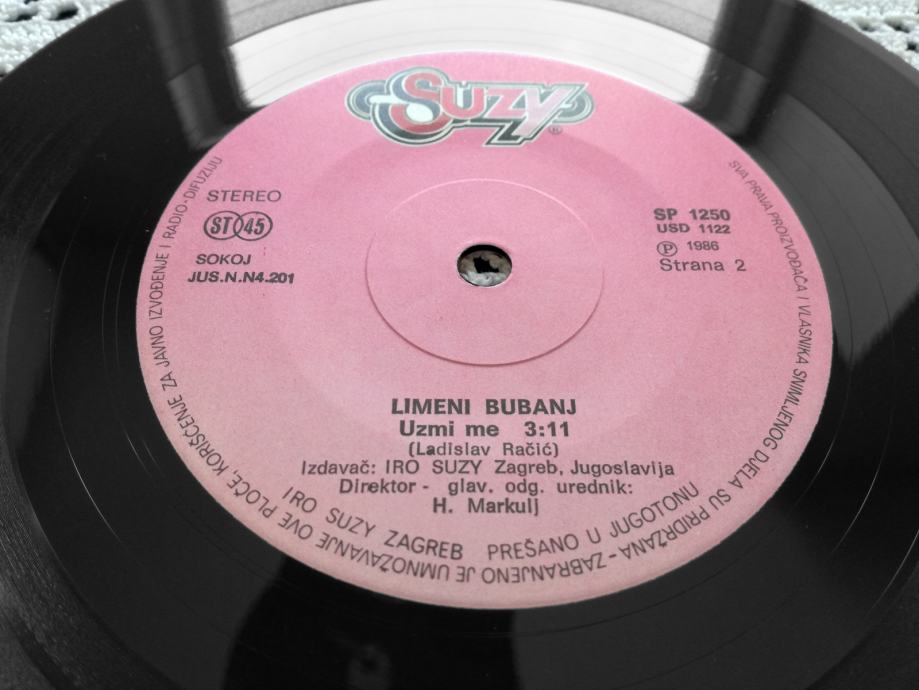 SUZY®
STEREO
ST 45
SOKOJ
JUS.N.N4.201
SP 1250
USD 1122
Ⓟ 1986
Strana 2
LIMENI BUBANJ
Uzmi me 3:11
(Ladislav Račić)
Izdavač: IRO SUZY Zagreb, Jugoslavija
Direktor - glav. odg. urednik:
H. Markulj
IRO SUZY ZAGREB PREŠANO U JUGOTONU
SVA PRAVA PROIZVOĐAČA I VLASNIKA SNIMLJENOG DJELA SU PRIDRŽANA - ZABRANJENO JE UMNOŽAVANJE OVE PLOČE, KORIŠĆENJE ZA JAVNO IZVOĐENJE I RADIO-DIFUZIJU